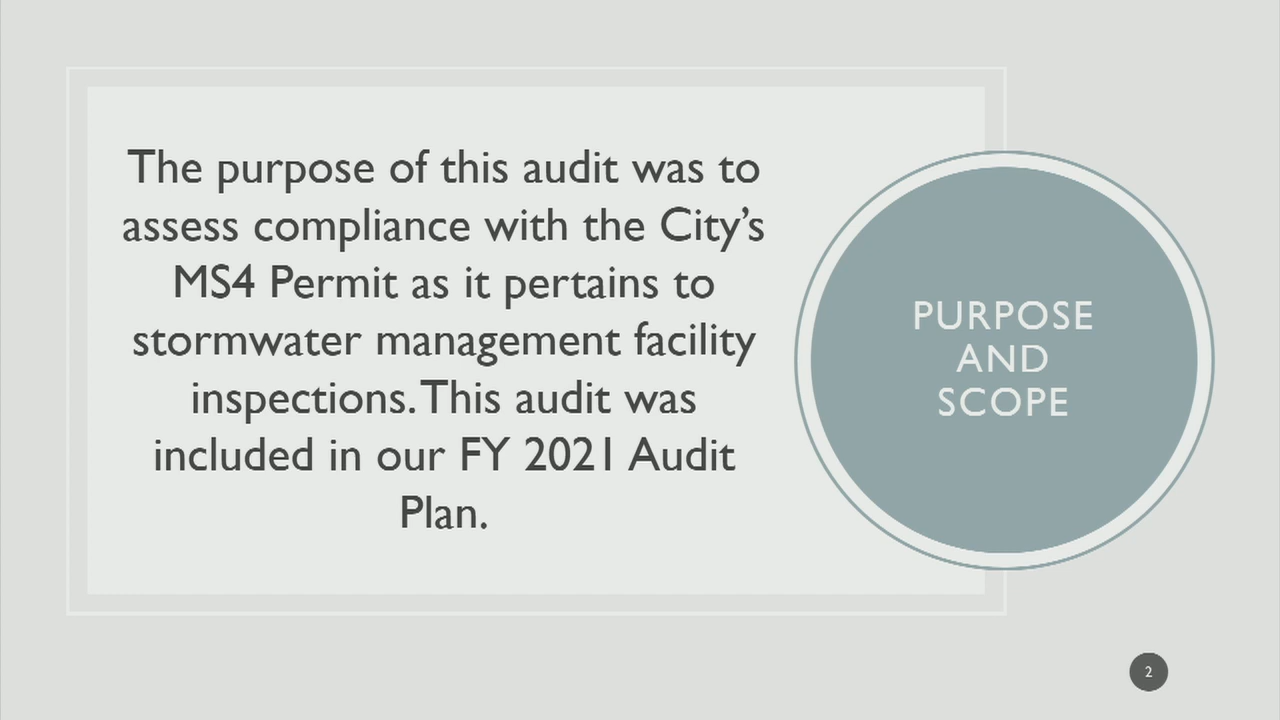 The purpose of this audit was to
assess compliance with the City’s
MS4 Permit as it pertains to
stormwater management facility
inspections. This audit was
included in our FY 2021 Audit
Plan.
PURPOSE
AND
SCOPE
2